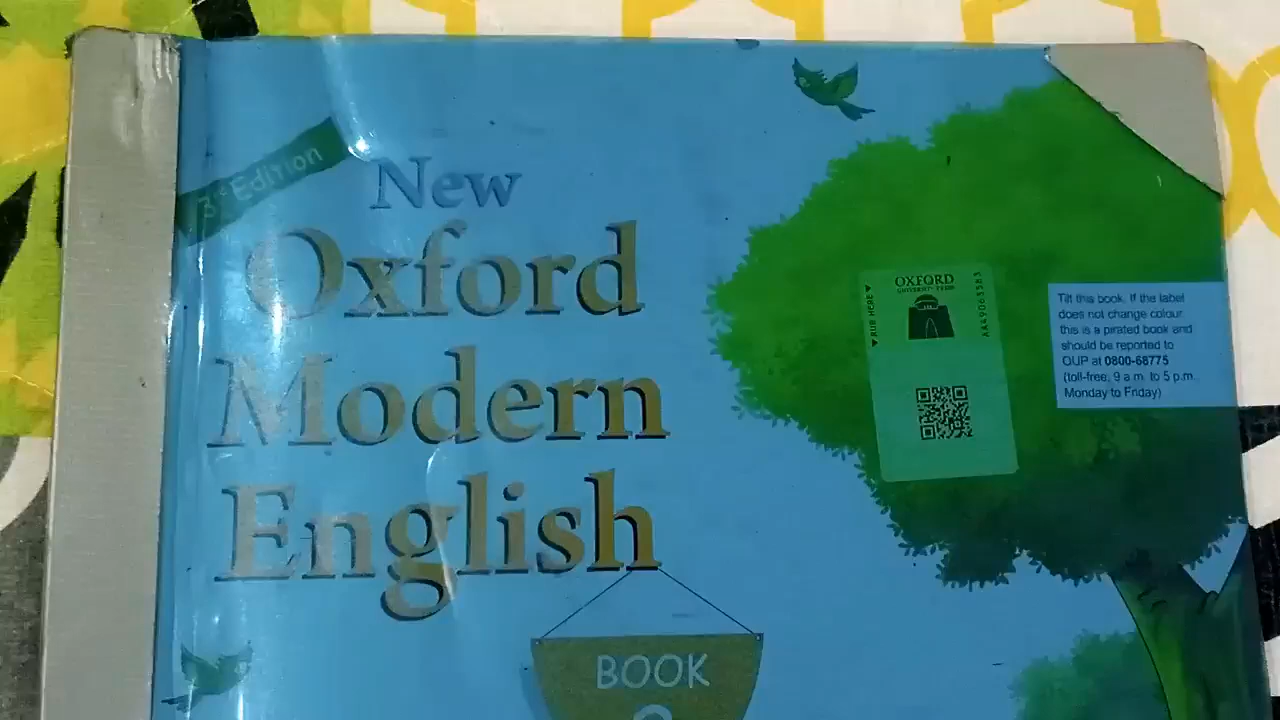 3rd Edition
New
Oxford
Modern
English
BOOK
OXFORD
UNIVERSITY PRESS
RUB HERE
Tilt this book. If the label
does not change colour
this is a pirated book and
should be reported to
OUP at 0800-68775
(toll-free, 9 a.m. to 5 p.m.
Monday to Friday)